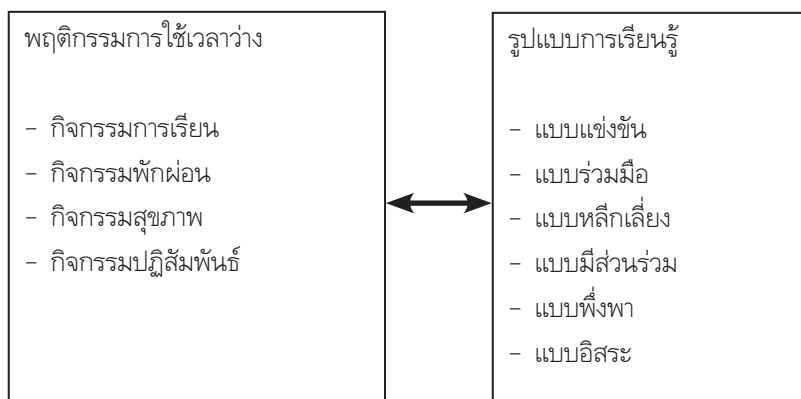 พฤติกรรมการใช้เวลาว่าง
- กิจกรรมการเรียน
- กิจกรรมพักผ่อน
- กิจกรรมสุขภาพ
- กิจกรรมปฏิสัมพันธ์
รูปแบบการเรียนรู้
- แบบแข่งขัน
- แบบร่วมมือ
- แบบหลีกเลี่ยง
- แบบมีส่วนร่วม
- แบบพึ่งพา
- แบบอิสระ